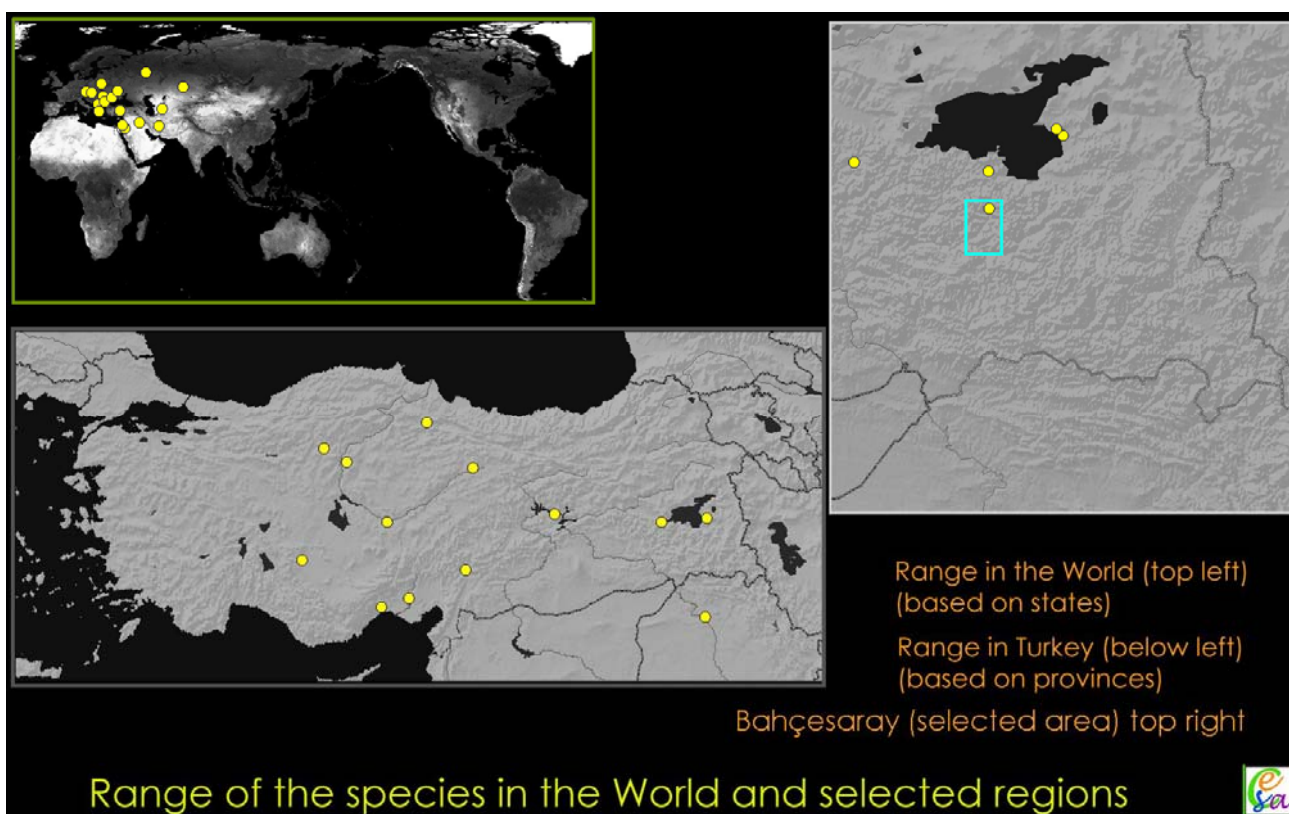 Range in the World (top left)
(based on states)
Range in Turkey (below left)
(based on provinces)
Bahçesaray (selected area) top right
Range of the species in the World and selected regions